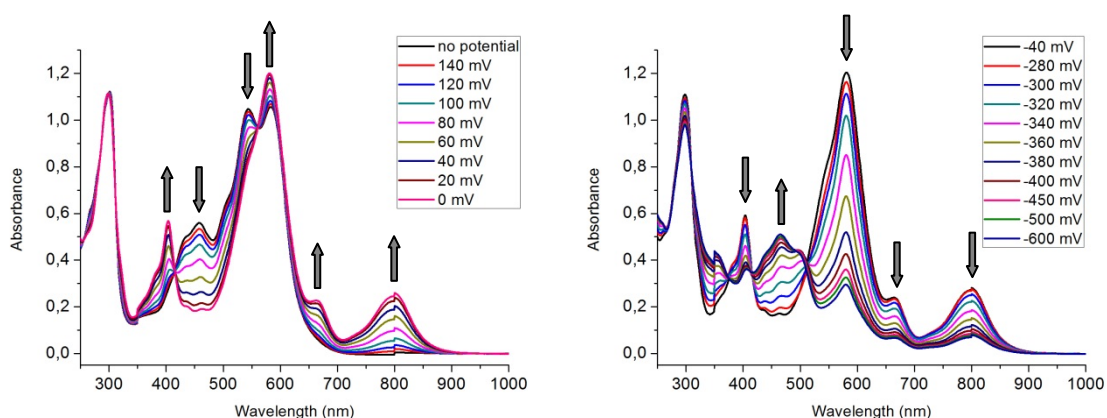 no potential
140 mV
120 mV
100 mV
80 mV
60 mV
40 mV
20 mV
0 mV
1,2
1,0
0,8
0,6
0,4
0,2
0,0
Absorbance
300 400 500 600 700 800 900 1000
Wavelength (nm)
-40 mV
-280 mV
-300 mV
-320 mV
-340 mV
-360 mV
-380 mV
-400 mV
-450 mV
-500 mV
-600 mV
1,2
1,0
0,8
0,6
0,4
0,2
0,0
Absorbance
300 400 500 600 700 800 900 1000
Wavelength (nm)